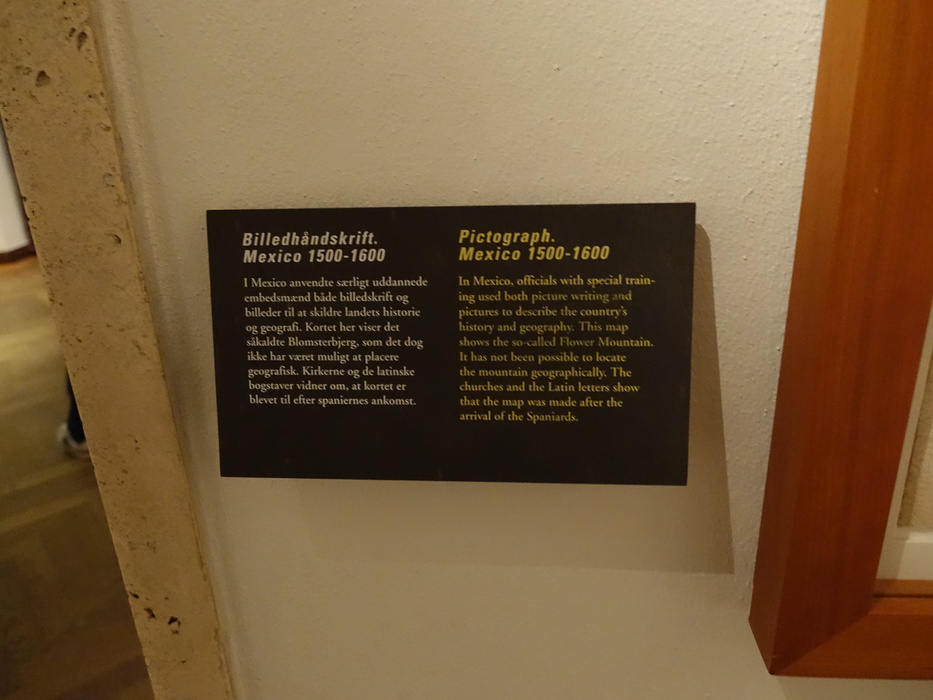 Billedhåndskrift.
Mexico 1500-1600
I Mexico anvendte særligt uddannede
embedsmænd både billedskrift og
billeder til at skildre landets historie
og geografi. Kortet her viser det
såkaldte Blomsterbjerg, som det dog
ikke har været muligt at placere
geografisk. Kirkerne og de latinske
bogstaver vidner om, at kortet er
blevet til efter spaniernes ankomst.
Pictograph.
Mexico 1500-1600
In Mexico, officials with special train-
ing used both picture writing and
pictures to describe the country's
history and geography. This map
shows the so-called Flower Mountain.
It has not been possible to locate
the mountain geographically. The
churches and the Latin letters show
that the map was made after the
arrival of the Spaniards.